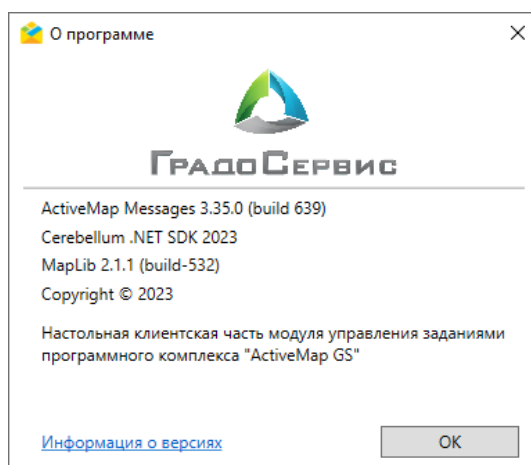 О программе
ГрадоСервис
ActiveMap Messages 3.35.0 (build 639)
Cerebellum .NET SDK 2023
MapLib 2.1.1 (build-532)
Copyright © 2023
Настольная клиентская часть модуля управления заданиями
программного комплекса "ActiveMap GS"
Информация о версиях
ОК